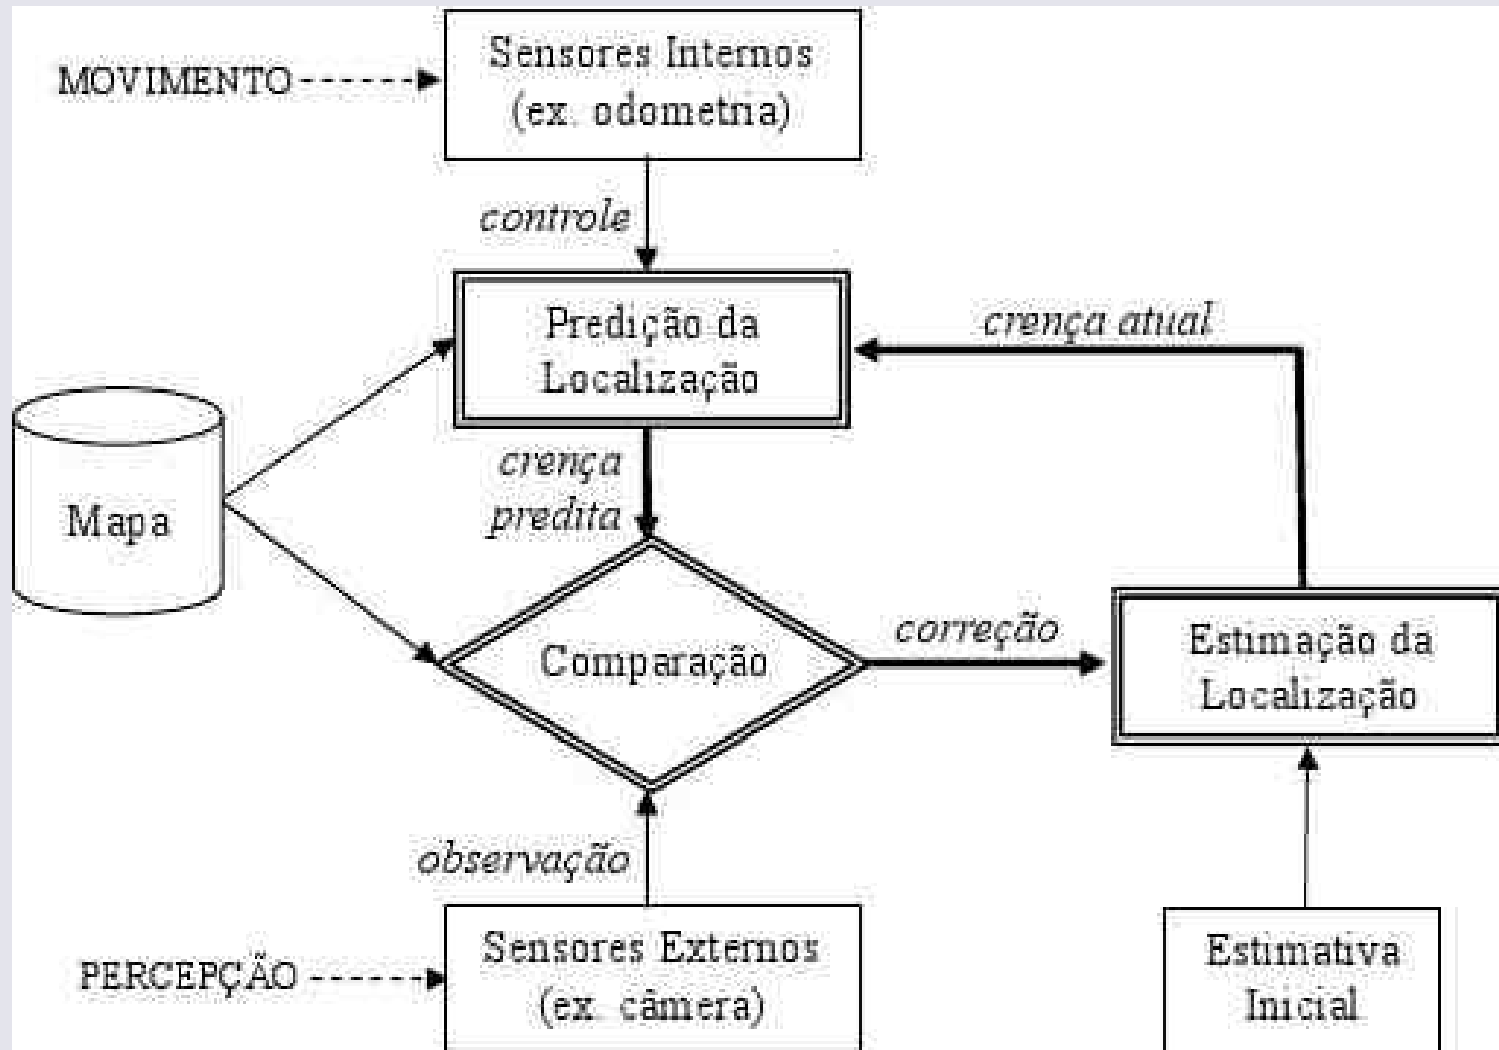 Sensores Internos
MOVIMENTO
(ex. odometria)
controle
Predição da
Localização
crença atual
crença
predita
Mapa
Comparação
correção
Estimação da
Localização
observação
Sensores Externos
PERCEPÇÃO
(ex. câmera)
Estimativa
Inicial